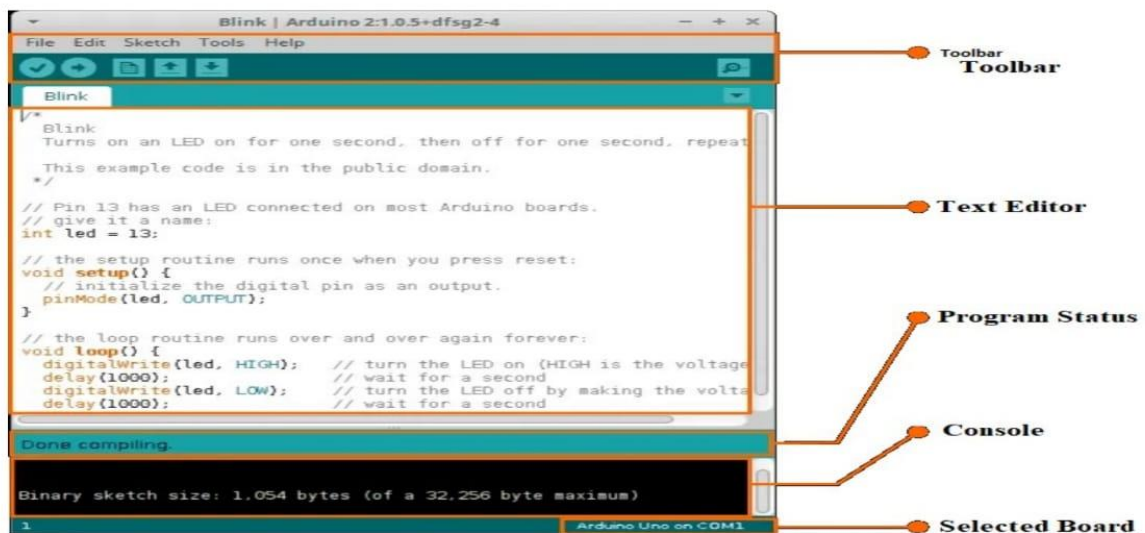 Blink | Arduino 2:1.0.5+dfsg2-4
File Edit Sketch Tools Help
Toolbar
Toolbar
Blink
/*
Blink
Turns on an LED on for one second, then off for one second, repeat
This example code is in the public domain.
*/
// Pin 13 has an LED connected on most Arduino boards.
// give it a name:
int led = 13;
Text Editor
// the setup routine runs once when you press reset:
void setup() {
// initialize the digital pin as an output.
pinMode(led, OUTPUT);
}
Program Status
// the loop routine runs over and over again forever:
void loop() {
digitalWrite(led, HIGH); // turn the LED on (HIGH is the voltage
delay(1000); // wait for a second
digitalWrite(led, LOW); // turn the LED off by making the volta
delay(1000); // wait for a second
Console
Done compiling.
Binary sketch size: 1,054 bytes (of a 32,256 byte maximum)
1
Arduino Uno on COM1
Selected Board